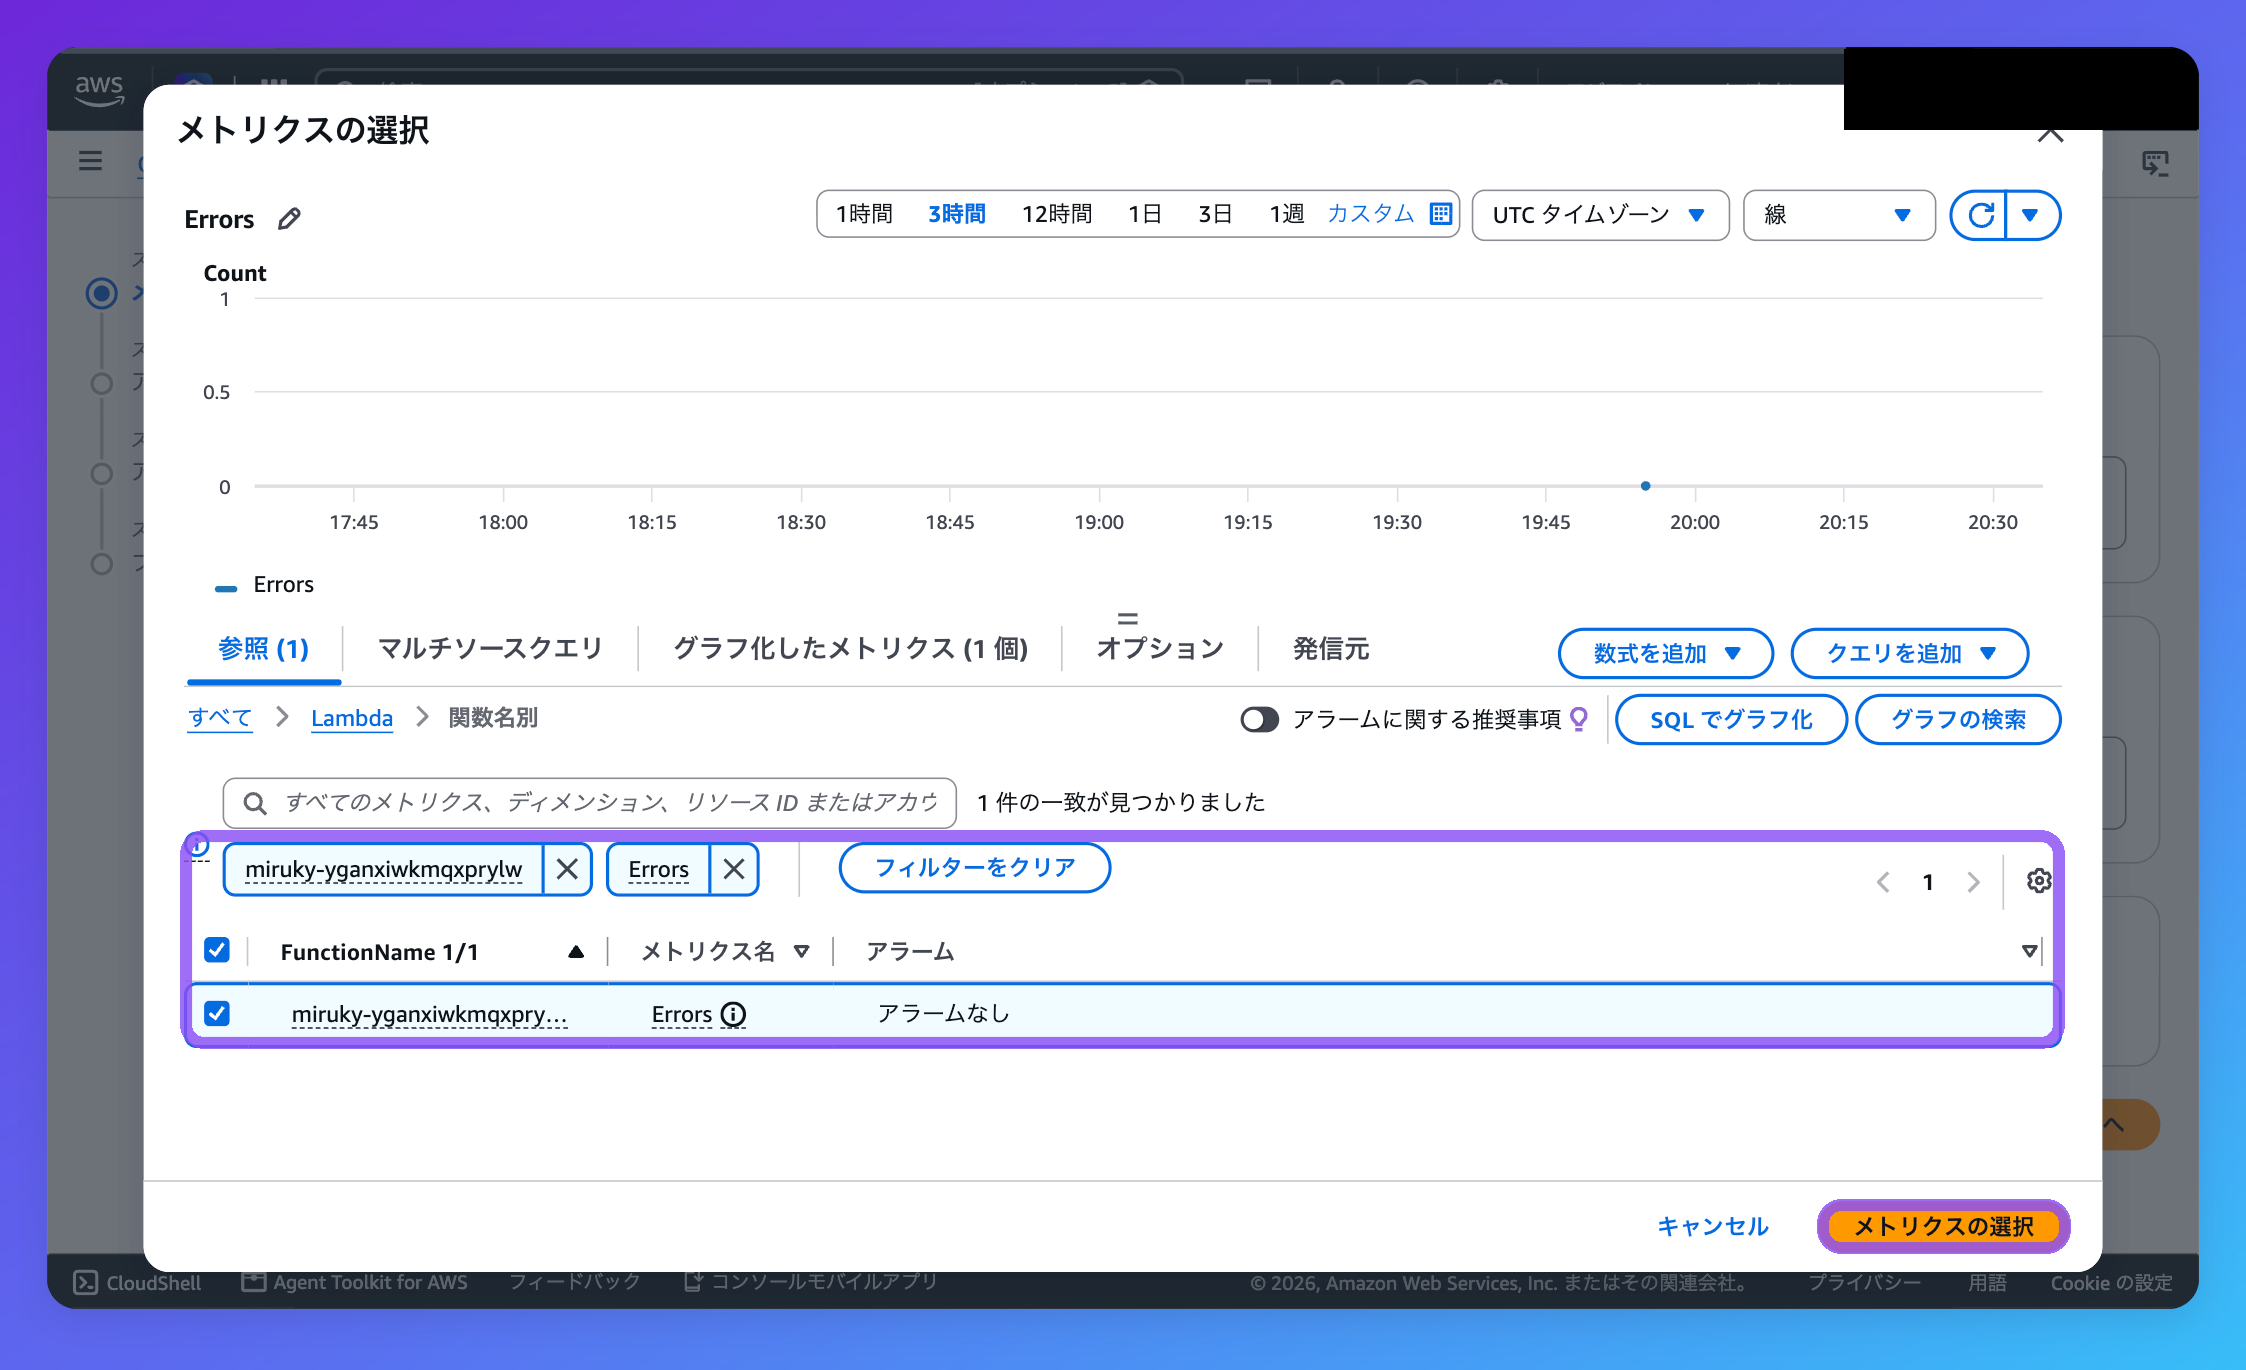 aws
メトリクスの選択
Errors
1時間 3時間 12時間 1日 3日 1週 カスタム
UTC タイムゾーン
線
Count
1
0.5
0
17:45 18:00 18:15 18:30 18:45 19:00 19:15 19:30 19:45 20:00 20:15 20:30
Errors
参照 (1) マルチソースクエリ グラフ化したメトリクス (1 個) オプション 発信元
数式を追加 クエリを追加
すべて Lambda 関数名別
アラームに関する推奨事項 SQL でグラフ化 グラフの検索
すべてのメトリクス、ディメンション、リソース ID またはアカウ
1 件の一致が見つかりました
miruky-yganxiwkmqxprylw Errors フィルターをクリア 1
FunctionName 1/1 メトリクス名 アラーム
miruky-yganxiwkmqxpry... Errors アラームなし
キャンセル メトリクスの選択
CloudShell Agent Toolkit for AWS フィードバック コンソールモバイルアプリ © 2026, Amazon Web Services, Inc. またはその関連会社。 プライバシー 用語 Cookie の設定